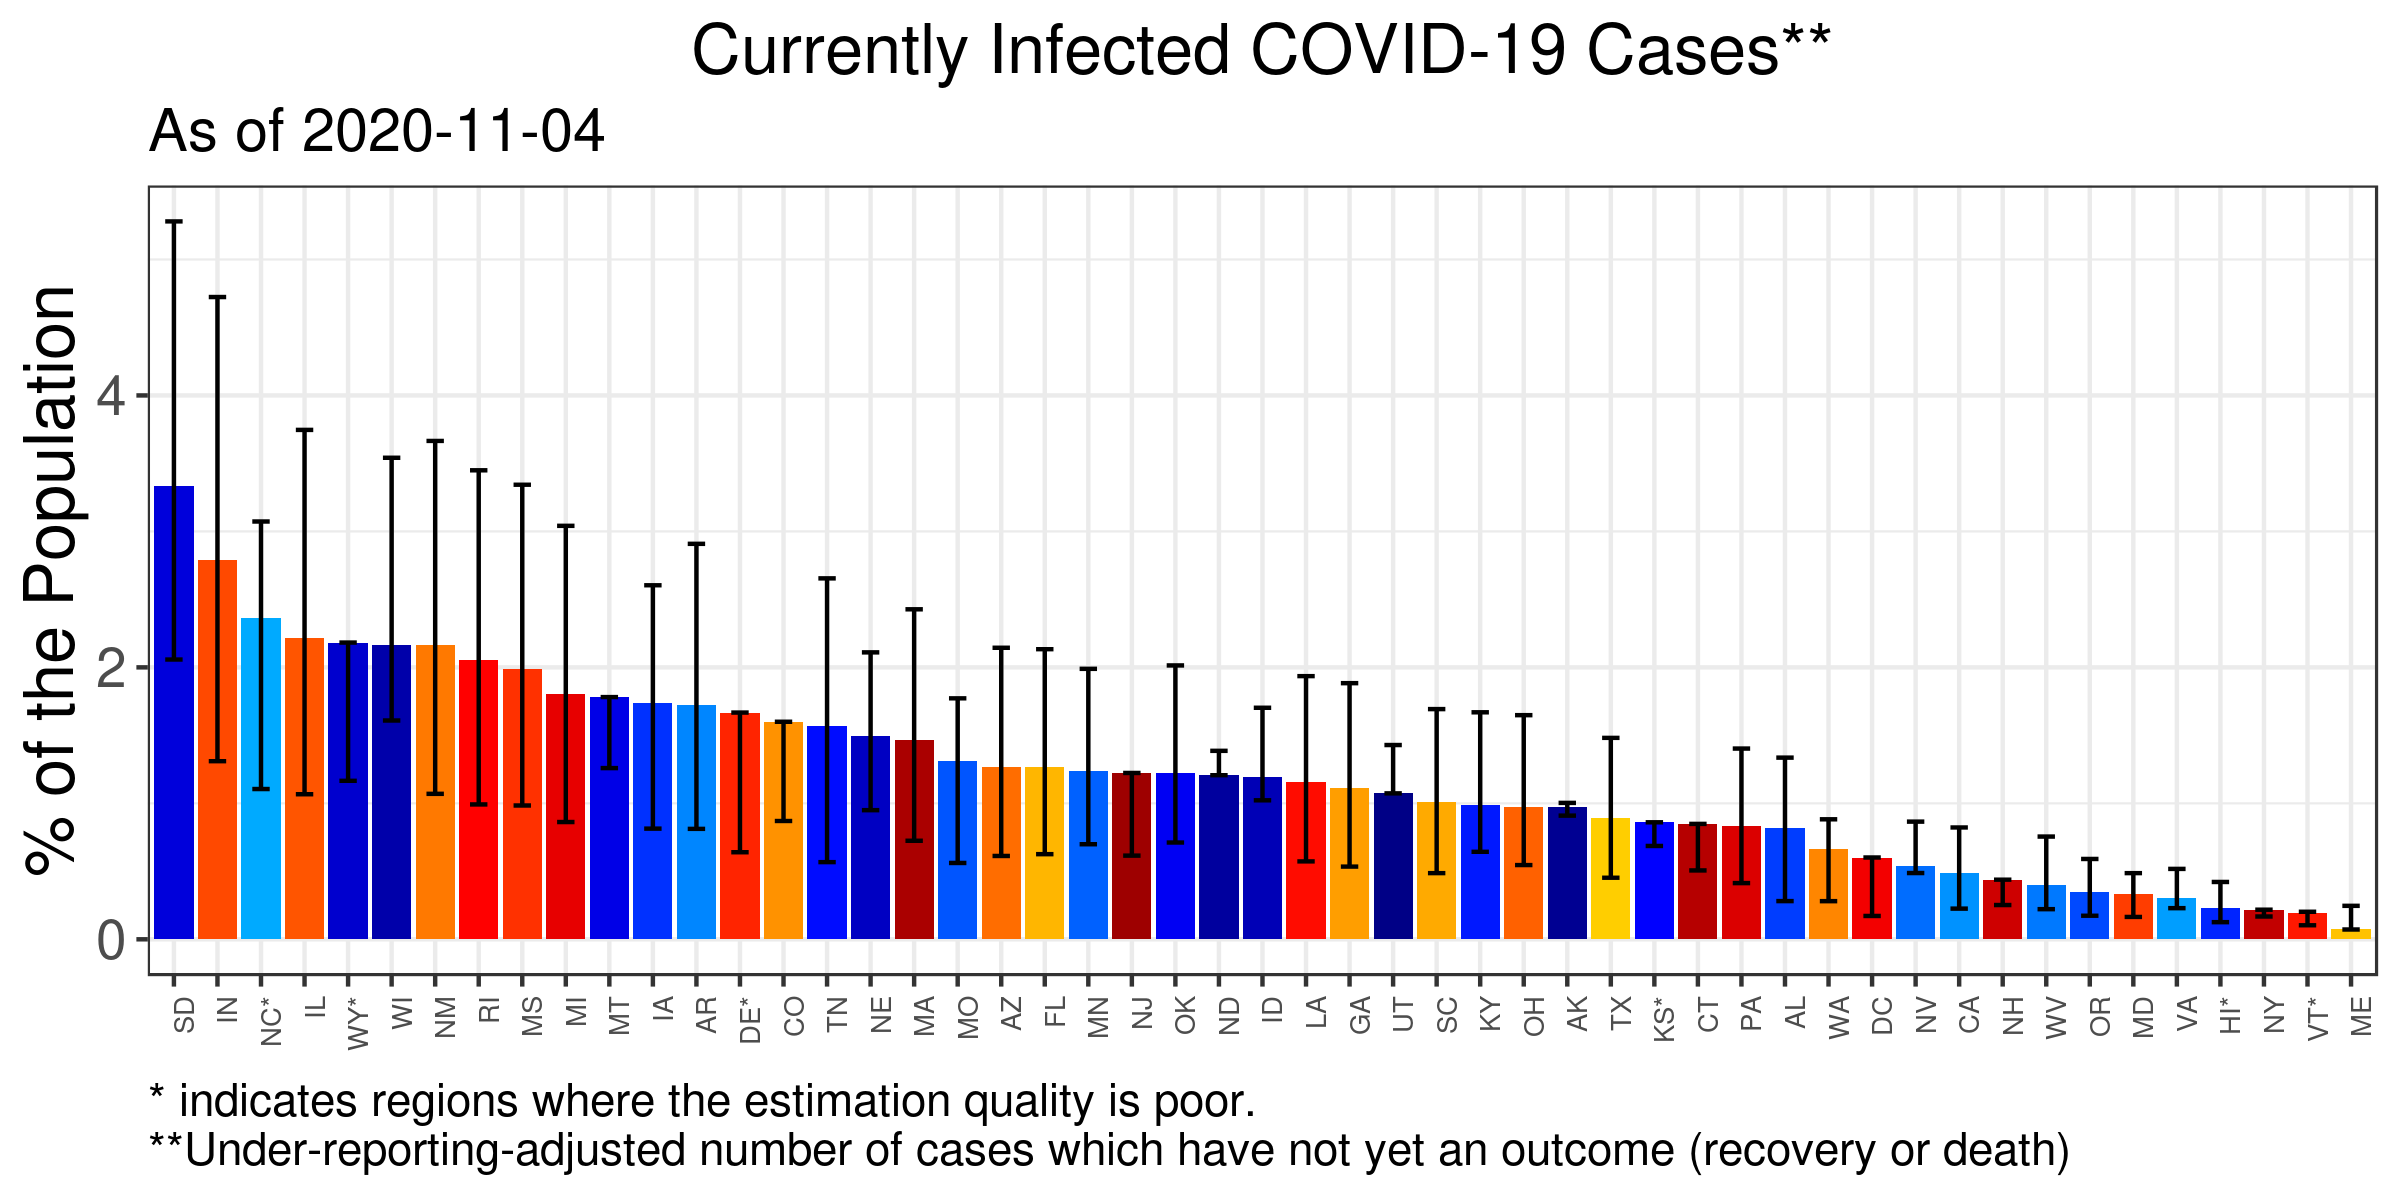 Currently Infected COVID-19 Cases**
As of 2020-11-04
% of the Population
4
2
0
SD IN NC* IL WY* WI NM RI MS MI MT IA AR DE* CO TN NE MA MO AZ FL MN NJ OK ND ID LA GA UT SC KY OH AK TX KS* CT PA AL WA DC NV CA NH WV OR MD VA HI* NY VT* ME
* indicates regions where the estimation quality is poor.
**Under-reporting-adjusted number of cases which have not yet an outcome (recovery or death)